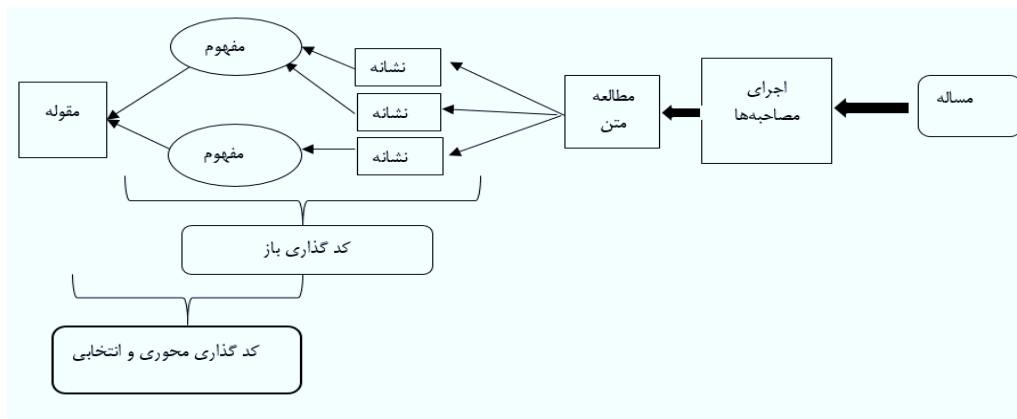 مساله
اجرای
مصاحبه‌ها
مطالعه
متن
نشانه
نشانه
نشانه
مفهوم
مفهوم
مقوله
کد گذاری باز
کد گذاری محوری و انتخابی